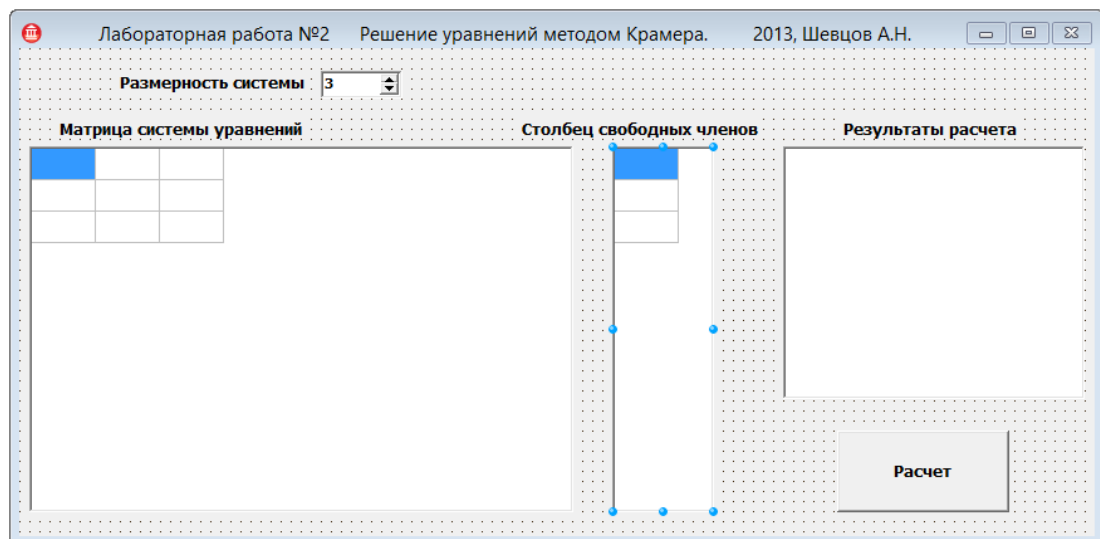 Лабораторная работа №2 Решение уравнений методом Крамера. 2013, Шевцов А.Н.
Размерность системы 3
Матрица системы уравнений Столбец свободных членов Результаты расчета
Расчет